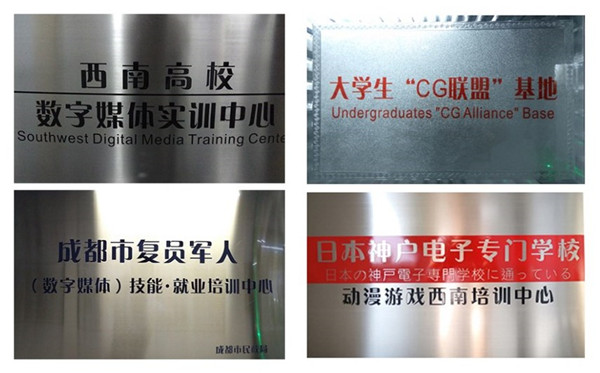 西南高校
数字媒体实训中心
Southwest Digital Media Training Cente
大学生“CG联盟”基地
Undergraduates "CG Alliance" Base
成都市复员军人
（数字媒体）技能·就业培训中心
成都市民政局
日本神户电子专门学校
日本の神戸電子専門学校に通っている
动漫游戏西南培训中心